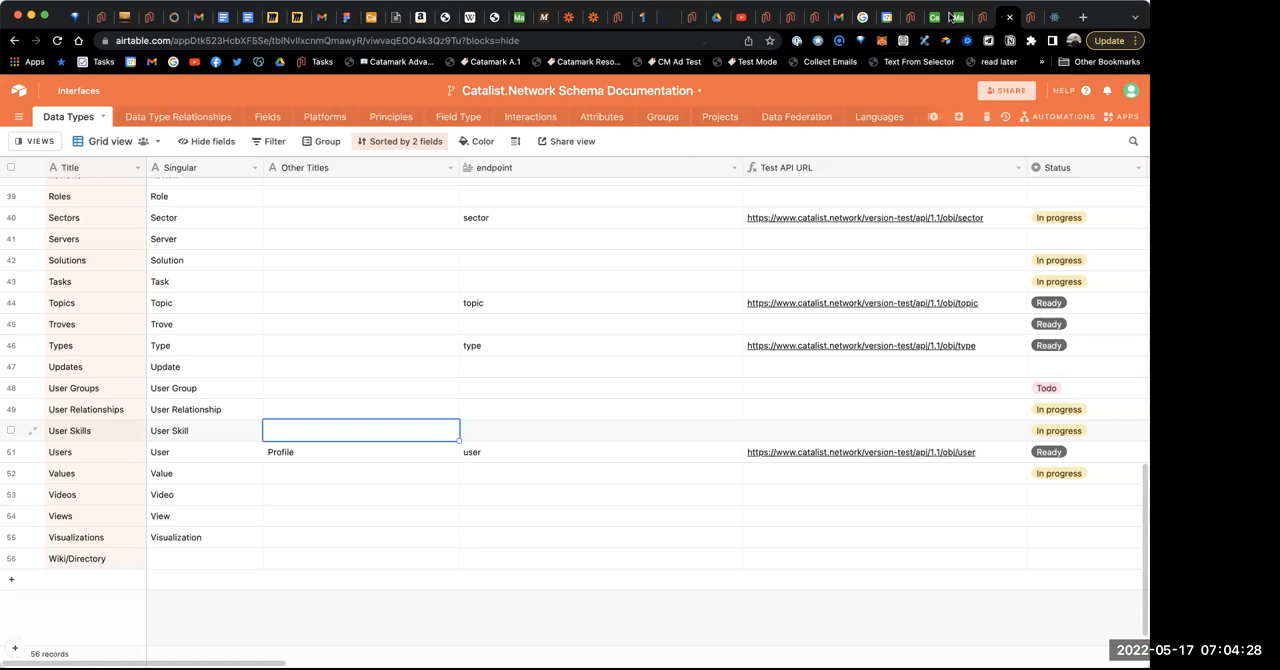 airtable.com/appDtk523HcbXF5Se/tblNvIlxcnmQmawyR/viwvaqEOO4k3Qz9Tu?blocks=hide
Update
Apps
Tasks
Tasks
Catamark Adva...
Catamark A.1
Catamark Reso...
CM Ad Test
Test Mode
Collect Emails
Text From Selector
read later
»
Other Bookmarks
Interfaces
Catalist.Network Schema Documentation
SHARE
HELP
Data Types
Data Type Relationships
Fields
Platforms
Principles
Field Type
Interactions
Attributes
Groups
Projects
Data Federation
Languages
AUTOMATIONS
APPS
VIEWS
Grid view
Hide fields
Filter
Group
Sorted by 2 fields
Color
Share view
Title Singular Other Titles endpoint Test API URL Status
39 Roles Role
40 Sectors Sector sector https://www.catalist.network/version-test/api/1.1/obj/sector In progress
41 Servers Server
42 Solutions Solution In progress
43 Tasks Task In progress
44 Topics Topic topic https://www.catalist.network/version-test/api/1.1/obj/topic Ready
45 Troves Trove Ready
46 Types Type type https://www.catalist.network/version-test/api/1.1/obj/type Ready
47 Updates Update
48 User Groups User Group Todo
49 User Relationships User Relationship In progress
User Skills User Skill In progress
51 Users User Profile user https://www.catalist.network/version-test/api/1.1/obj/user Ready
52 Values Value In progress
53 Videos Video
54 Views View
55 Visualizations Visualization
56 Wiki/Directory
+
+
56 records
2022-05-17 07:04:28